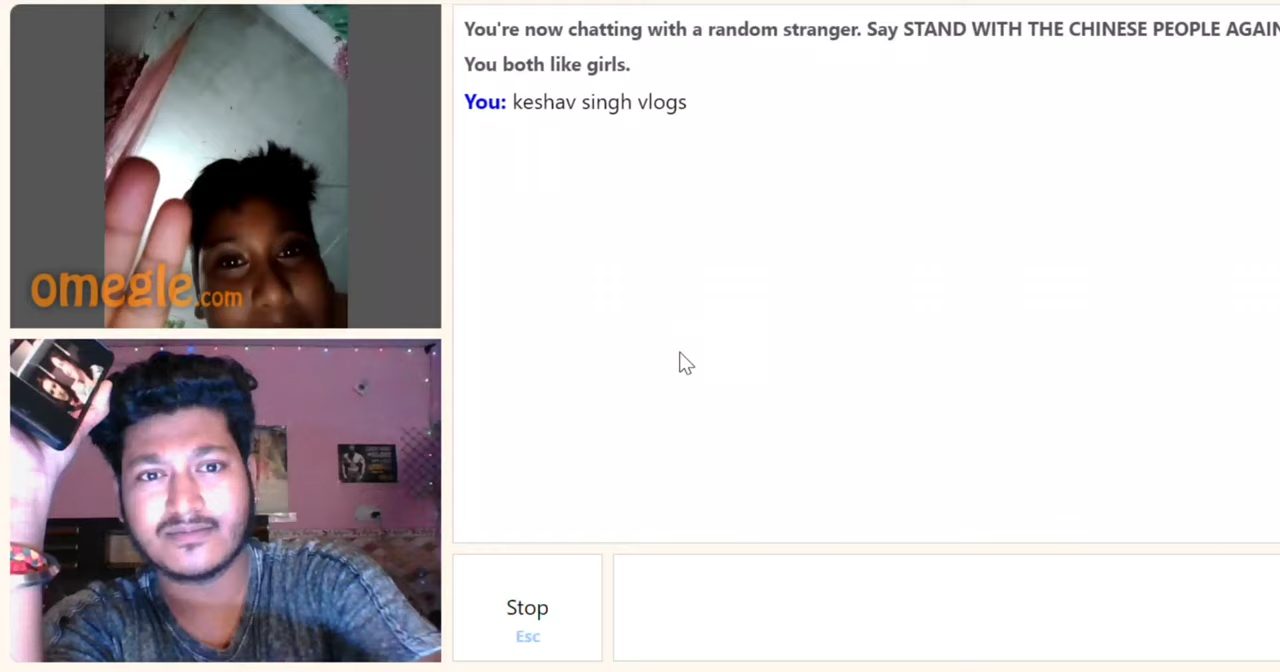 You're now chatting with a random stranger. Say STAND WITH THE CHINESE PEOPLE
You both like girls.
You: keshav singh vlogs
omegle.com
Stop
Esc